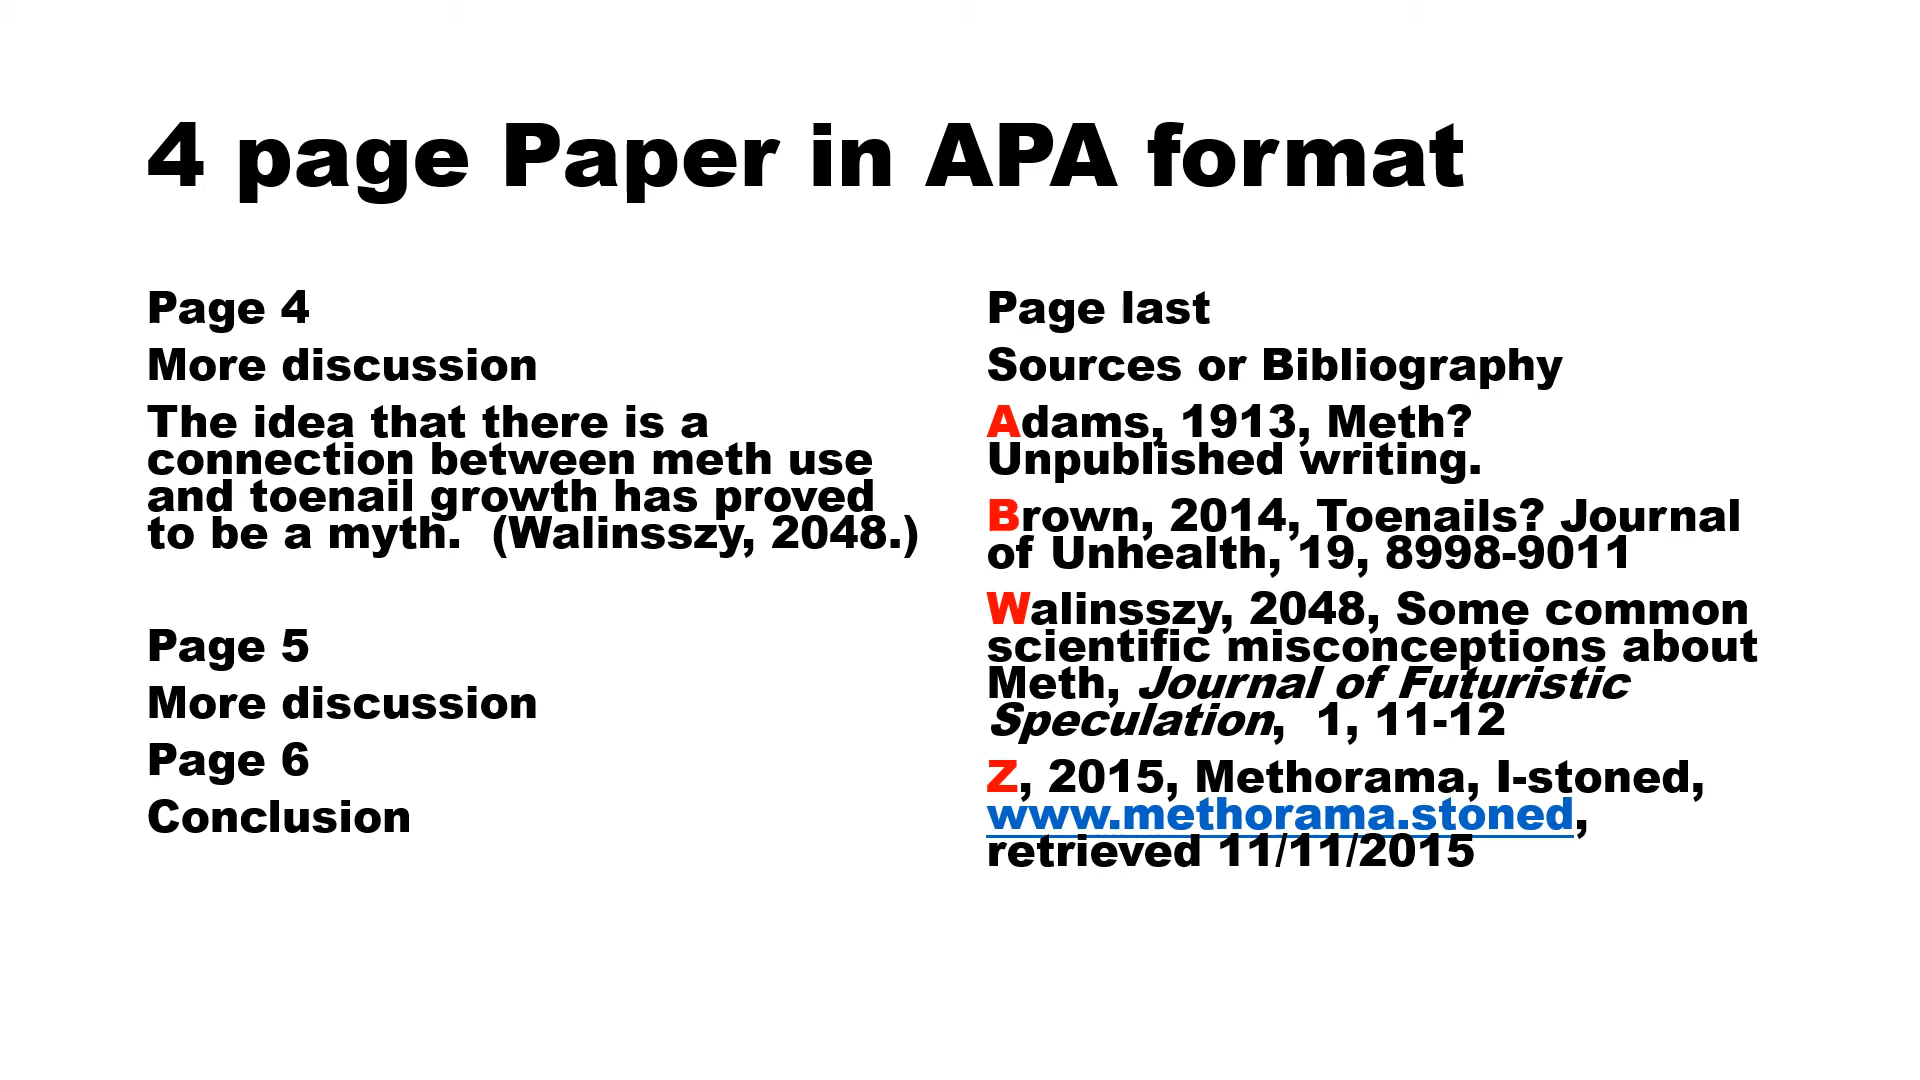 4 page Paper in APA format
Page 4
More discussion
The idea that there is a
connection between meth use
and toenail growth has proved
to be a myth.  (Walinsszy, 2048.)
Page 5
More discussion
Page 6
Conclusion
Page last
Sources or Bibliography
Adams, 1913, Meth?
Unpublished writing.
Brown, 2014, Toenails? Journal
of Unhealth, 19, 8998-9011
Walinsszy, 2048, Some common
scientific misconceptions about
Meth, Journal of Futuristic
Speculation,  1, 11-12
Z, 2015, Methorama, I-stoned,
www.methorama.stoned,
retrieved 11/11/2015